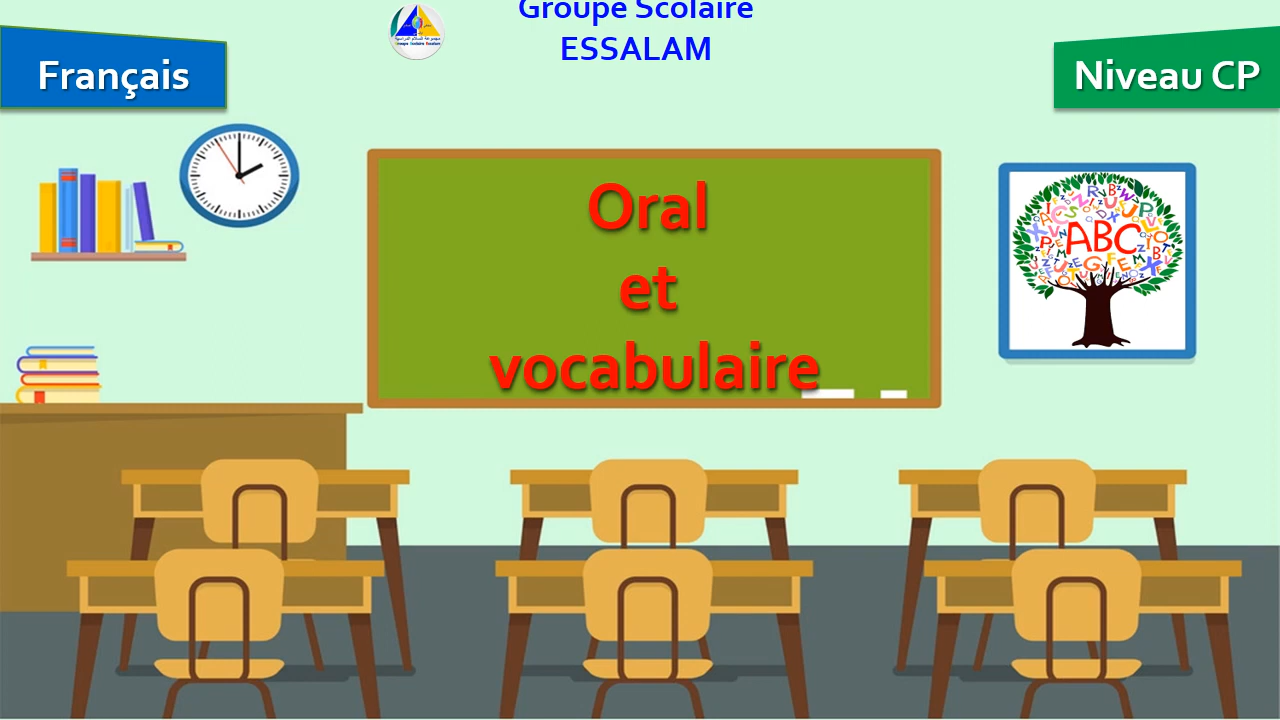 Groupe Scolaire
ESSALAM
Français
Niveau CP
Oral
et
vocabulaire
ABC